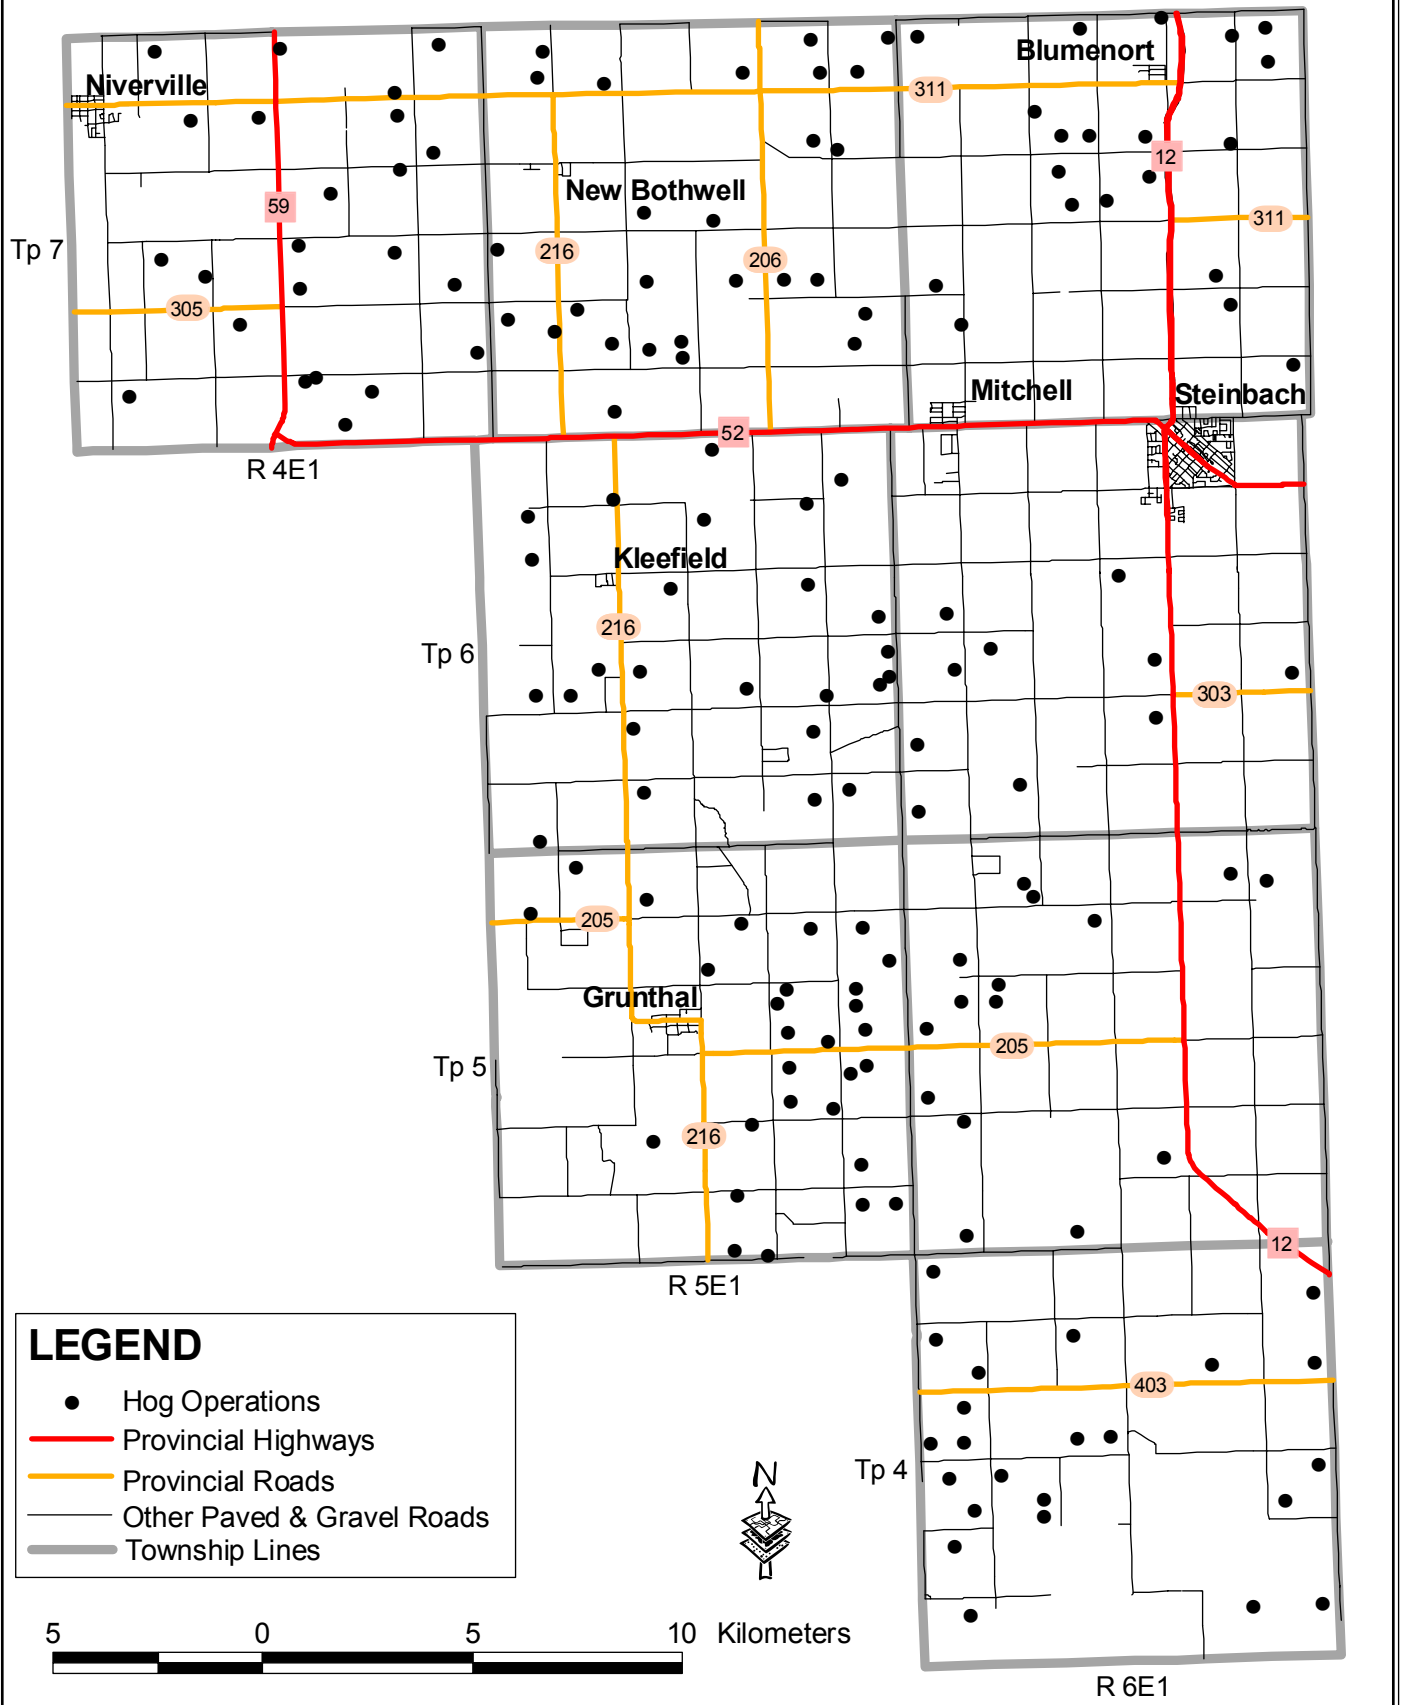 Blumenort
Niverville
311
12
New Bothwell
59
311
Tp 7
216
206
305
Mitchell
Steinbach
52
R 4E1
Kleefield
216
Tp 6
303
205
Grunthal
205
Tp 5
216
12
R 5E1
LEGEND
Hog Operations
Provincial Highways
Provincial Roads
Other Paved & Gravel Roads
Township Lines
403
Tp 4
N
5 0 5 10 Kilometers
R 6E1